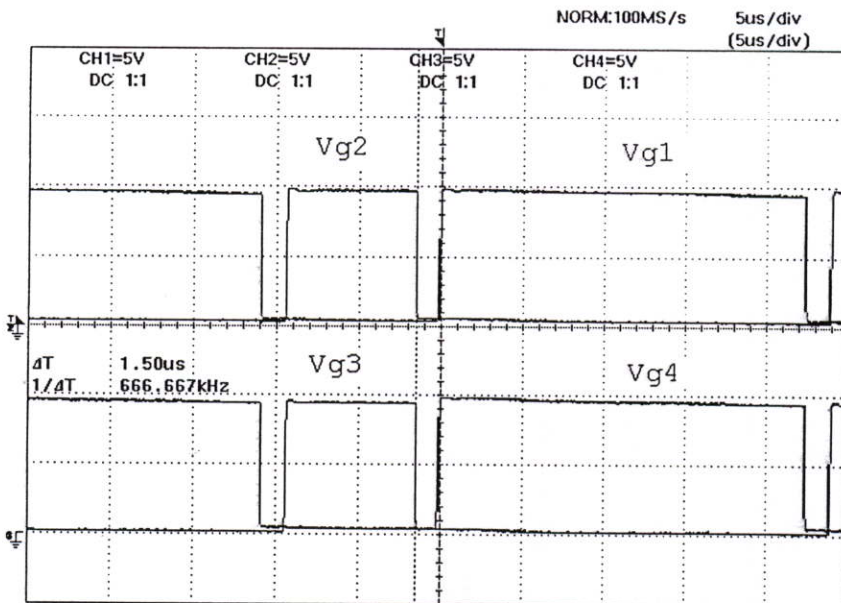 NORM:100MS/s 5us/div
(5us/div)
CH1=5V CH2=5V CH3=5V CH4=5V
DC 1:1 DC 1:1 DC 1:1 DC 1:1
Vg2 Vg1
ΔT 1.50us
1/ΔT 666.667kHz
Vg3 Vg4